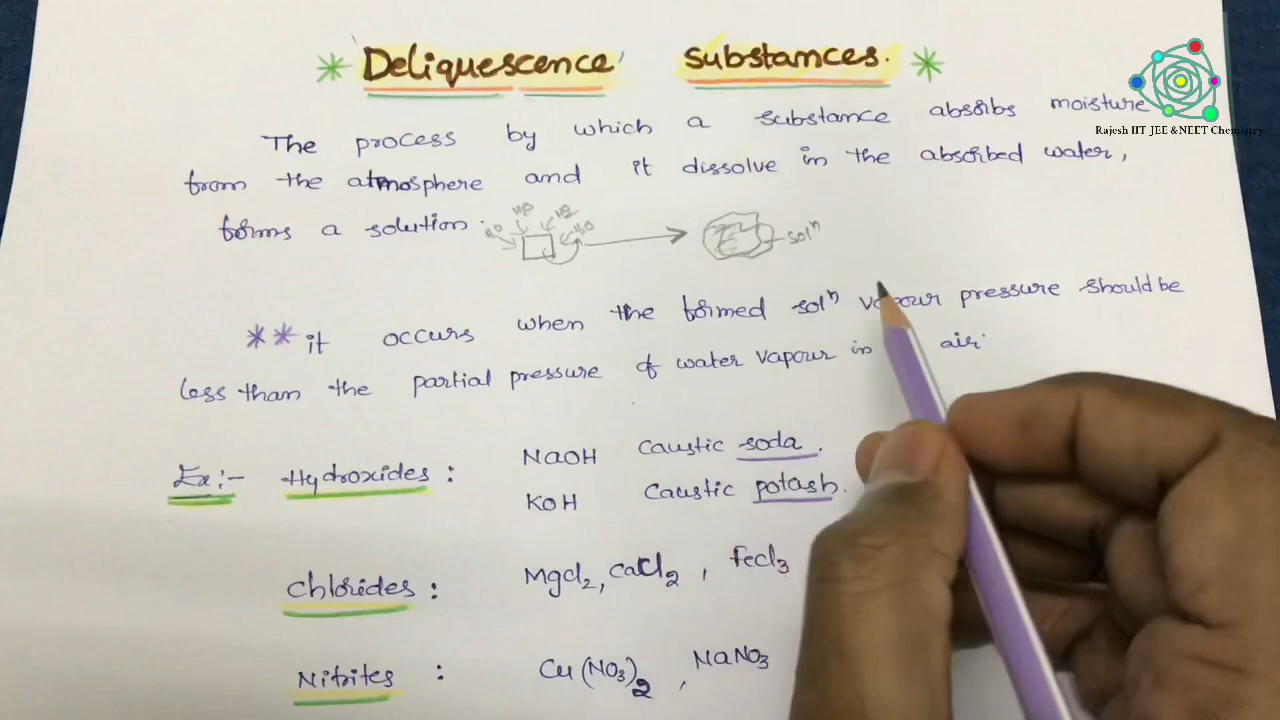 * Deliquescence substances. *
The process by which a substance absorbs moisture
from the atmosphere and it dissolve in the absorbed water,
forms a solution.
H2O H2O
solⁿ
** it occurs when the formed solⁿ vapour pressure should be
less than the partial pressure of water vapour in air.
Ex:- Hydroxides : NaOH Caustic soda.
KOH Caustic potash.
Chlorides : MgCl2, CaCl2, FeCl3
Nitrites : Cu(NO3)2, NaNO3
Rajesh IIT JEE &NEET Chemistry